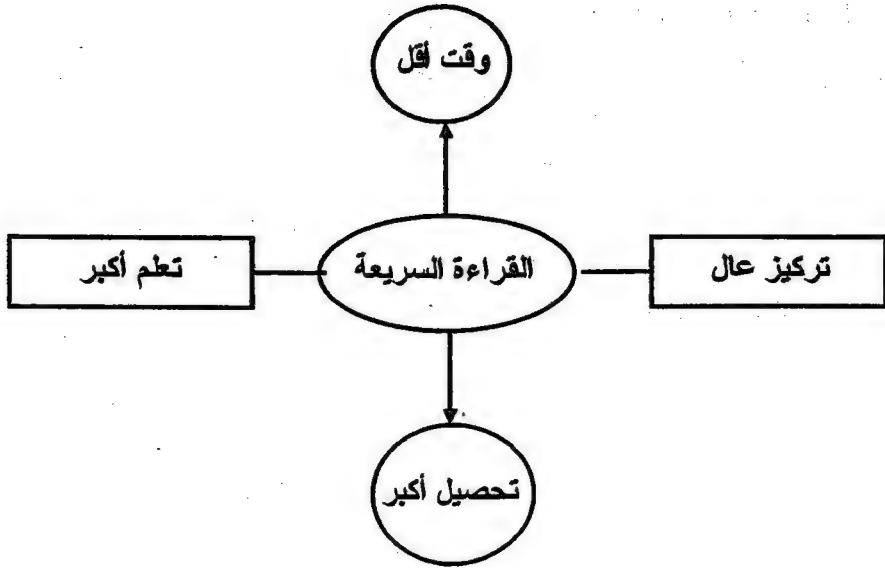 وقت أقل
تركيز عال
القراءة السريعة
تعلم أكبر
تحصيل أكبر